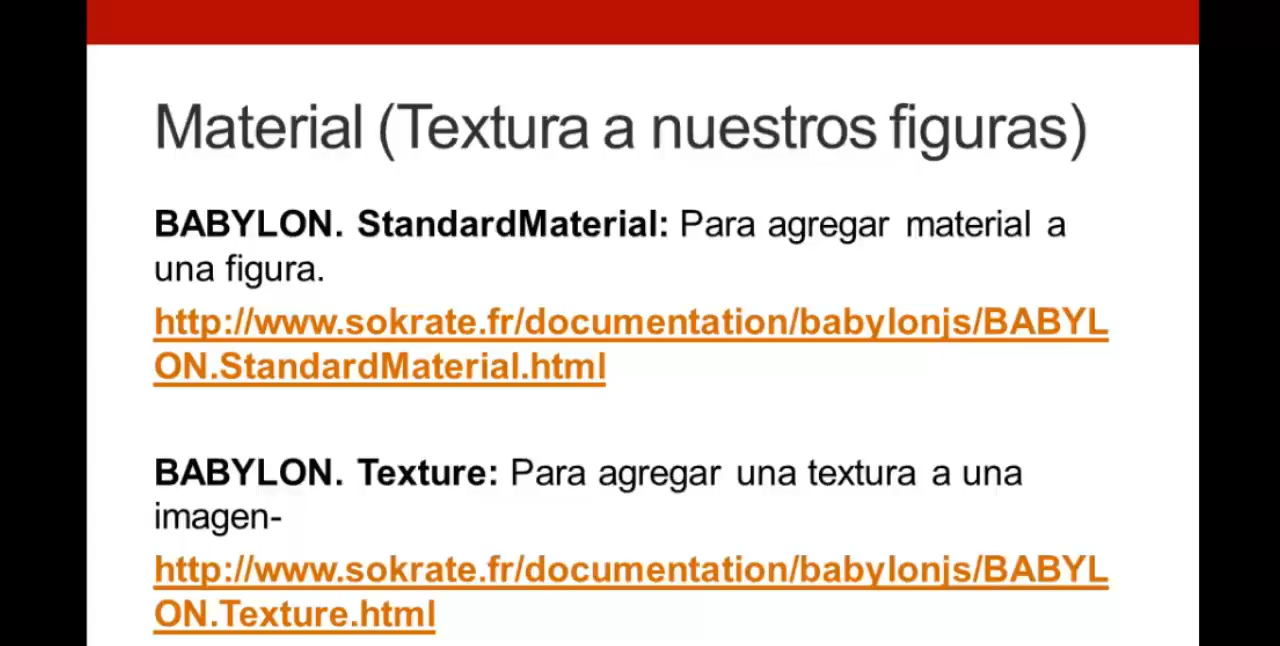 Material (Textura a nuestros figuras)
BABYLON. StandardMaterial: Para agregar material a
una figura.
http://www.sokrate.fr/documentation/babylonjs/BABYL
ON.StandardMaterial.html
BABYLON. Texture: Para agregar una textura a una
imagen-
http://www.sokrate.fr/documentation/babylonjs/BABYL
ON.Texture.html